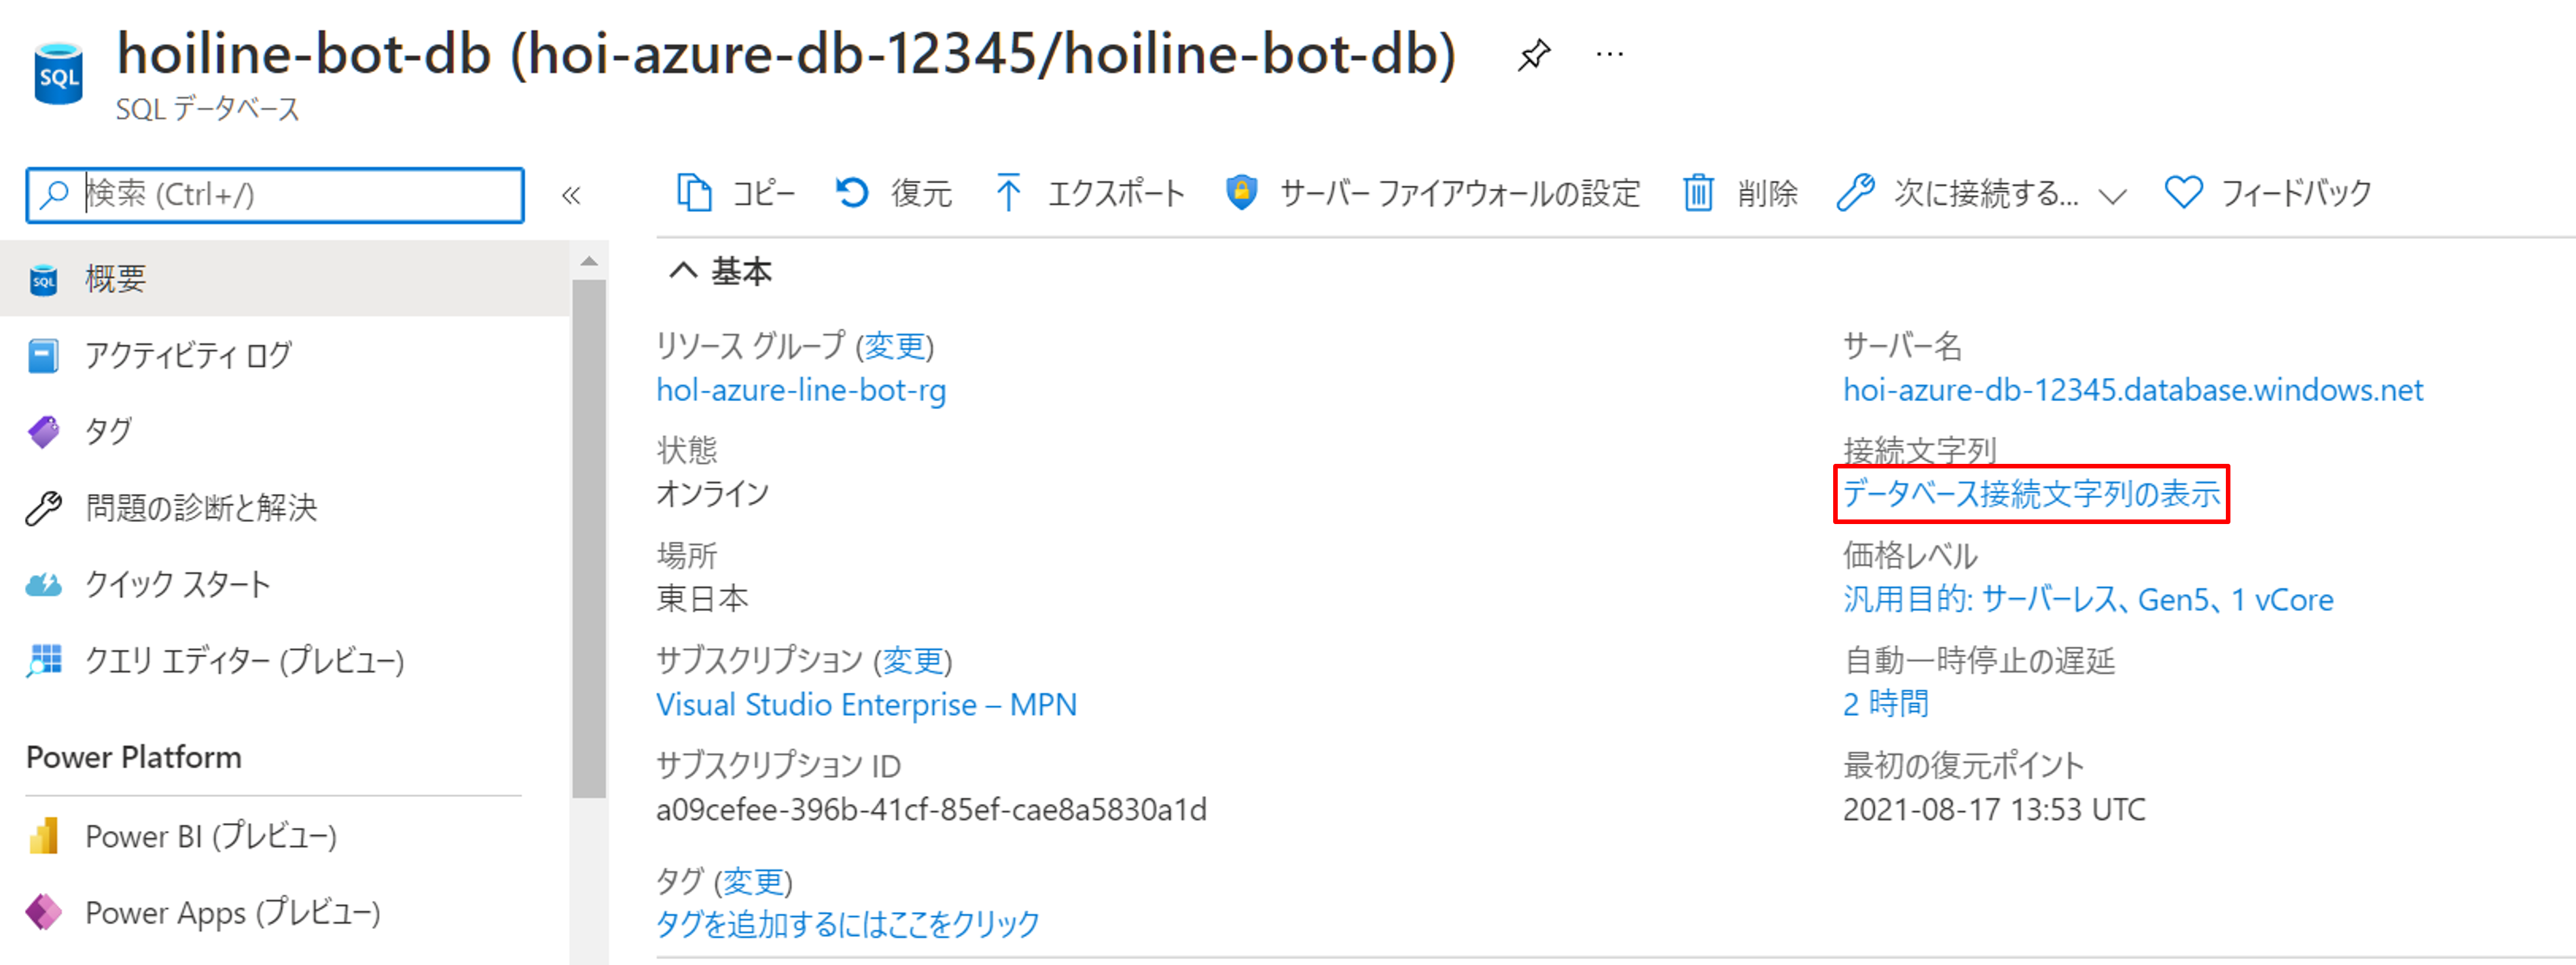 hoiline-bot-db (hoi-azure-db-12345/hoiline-bot-db)
SQL
SQL データベース
検索 (Ctrl+/)
«
コピー
復元
エクスポート
サーバー ファイアウォールの設定
削除
次に接続する...
フィードバック
SQL
概要
アクティビティ ログ
タグ
問題の診断と解決
クイック スタート
クエリ エディター (プレビュー)
Power Platform
Power BI (プレビュー)
Power Apps (プレビュー)
基本
リソース グループ (変更)
hol-azure-line-bot-rg
状態
オンライン
場所
東日本
サブスクリプション (変更)
Visual Studio Enterprise – MPN
サブスクリプション ID
a09cefee-396b-41cf-85ef-cae8a5830a1d
タグ (変更)
タグを追加するにはここをクリック
サーバー名
hoi-azure-db-12345.database.windows.net
接続文字列
データベース接続文字列の表示
価格レベル
汎用目的: サーバーレス、Gen5、1 vCore
自動一時停止の遅延
2 時間
最初の復元ポイント
2021-08-17 13:53 UTC